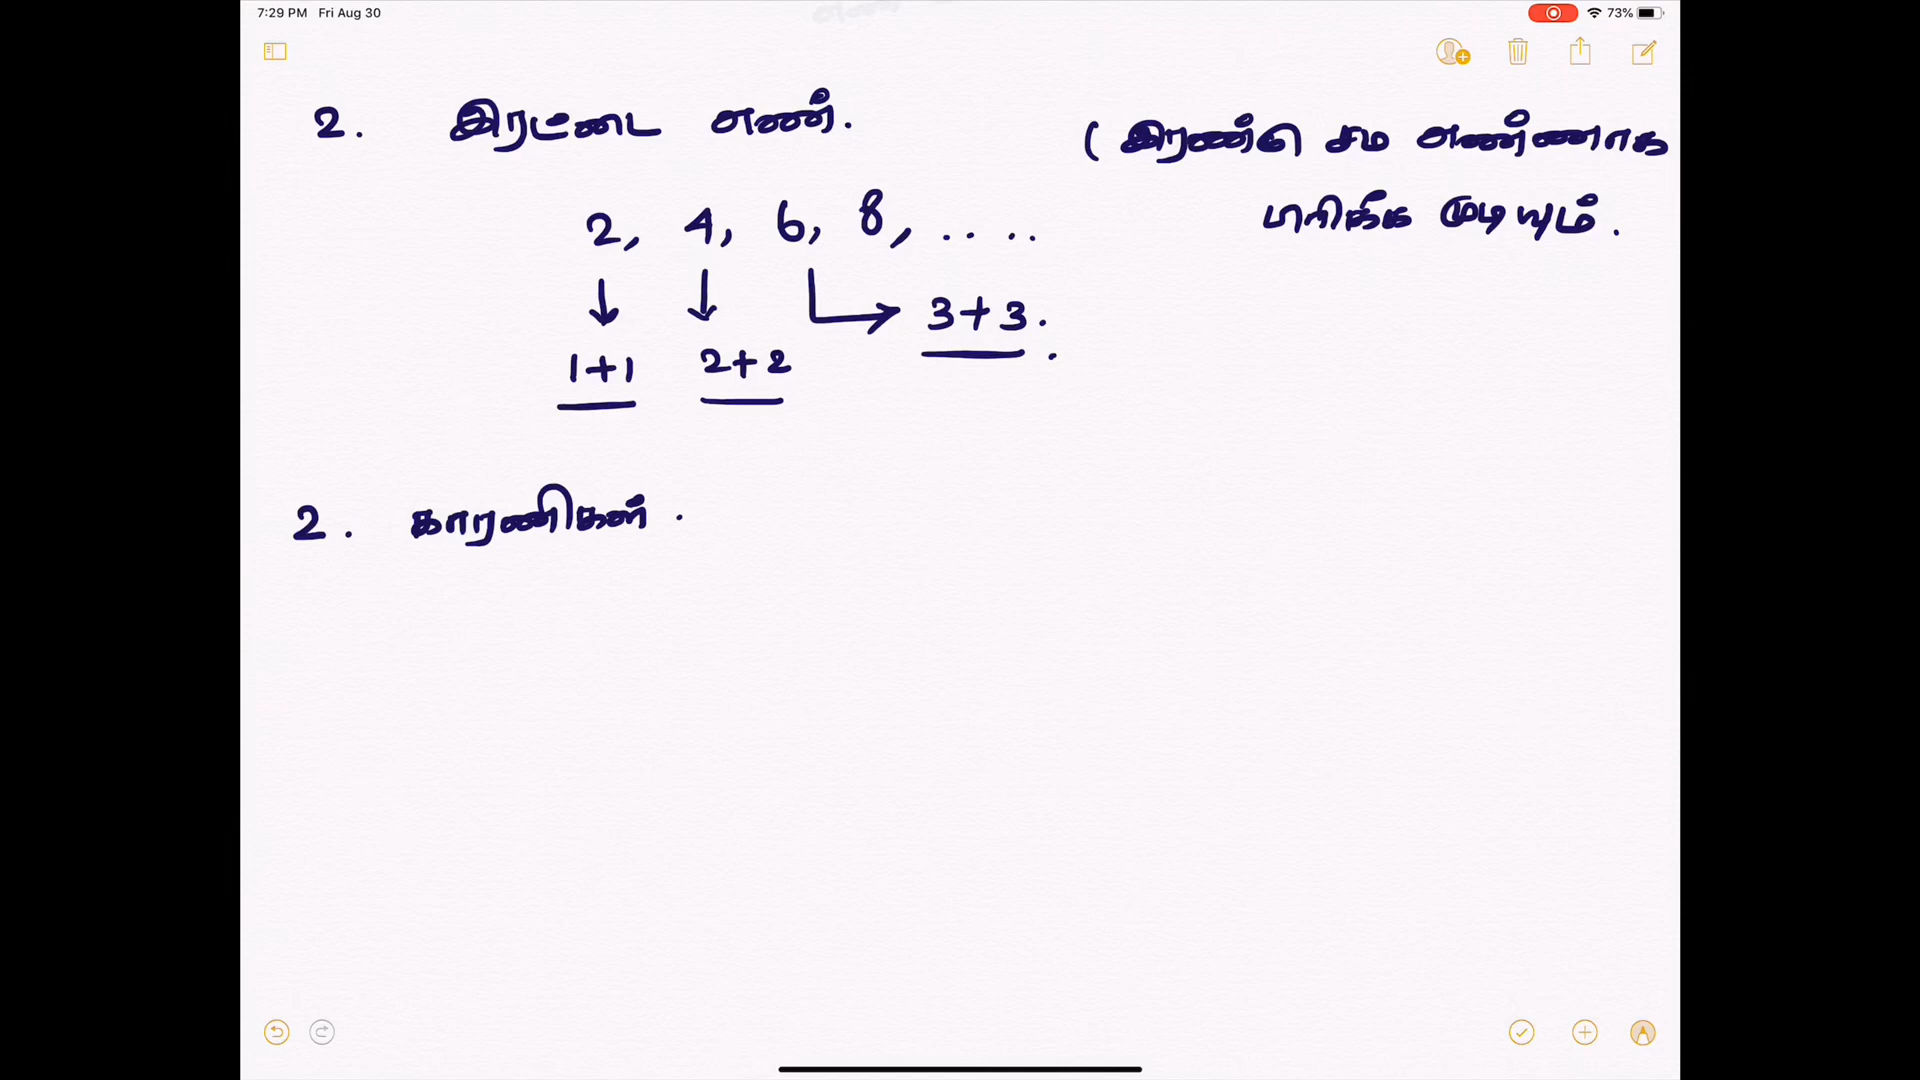 7:29 PM Fri Aug 30
73%
2. இரட்டை எண்.
( இரண்டு சம எண்ணாக
பிரிக்க முடியும்.
2, 4, 6, 8, ....
3+3.
1+1 2+2
2. காரணிகள்.